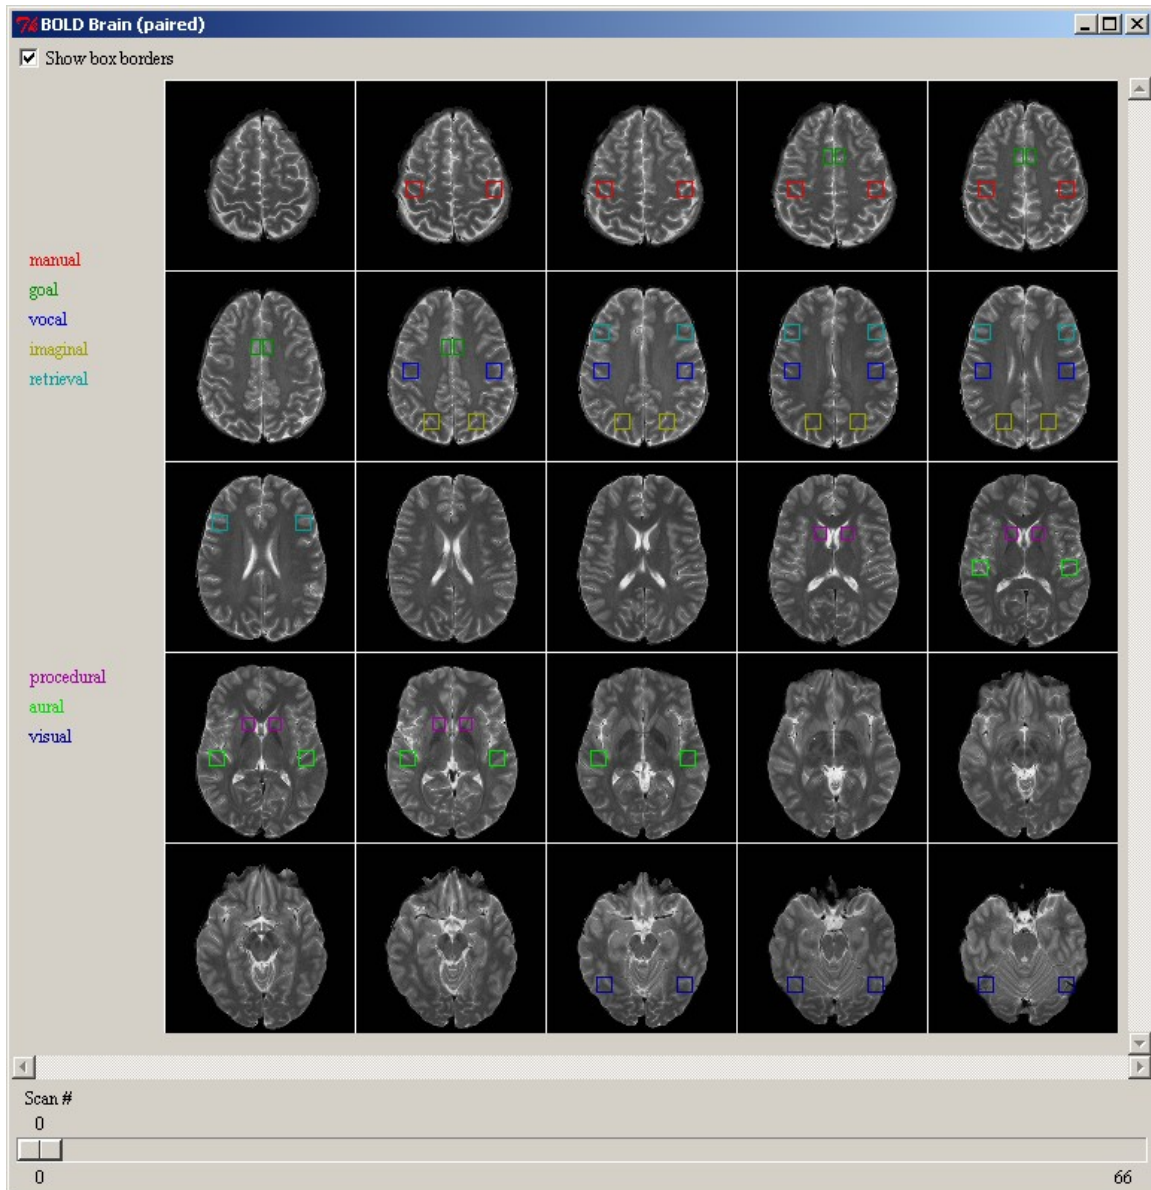 BOLD Brain (paired)
Show box borders
manual
goal
vocal
imaginal
retrieval
procedural
aural
visual
Scan #
0
0
66